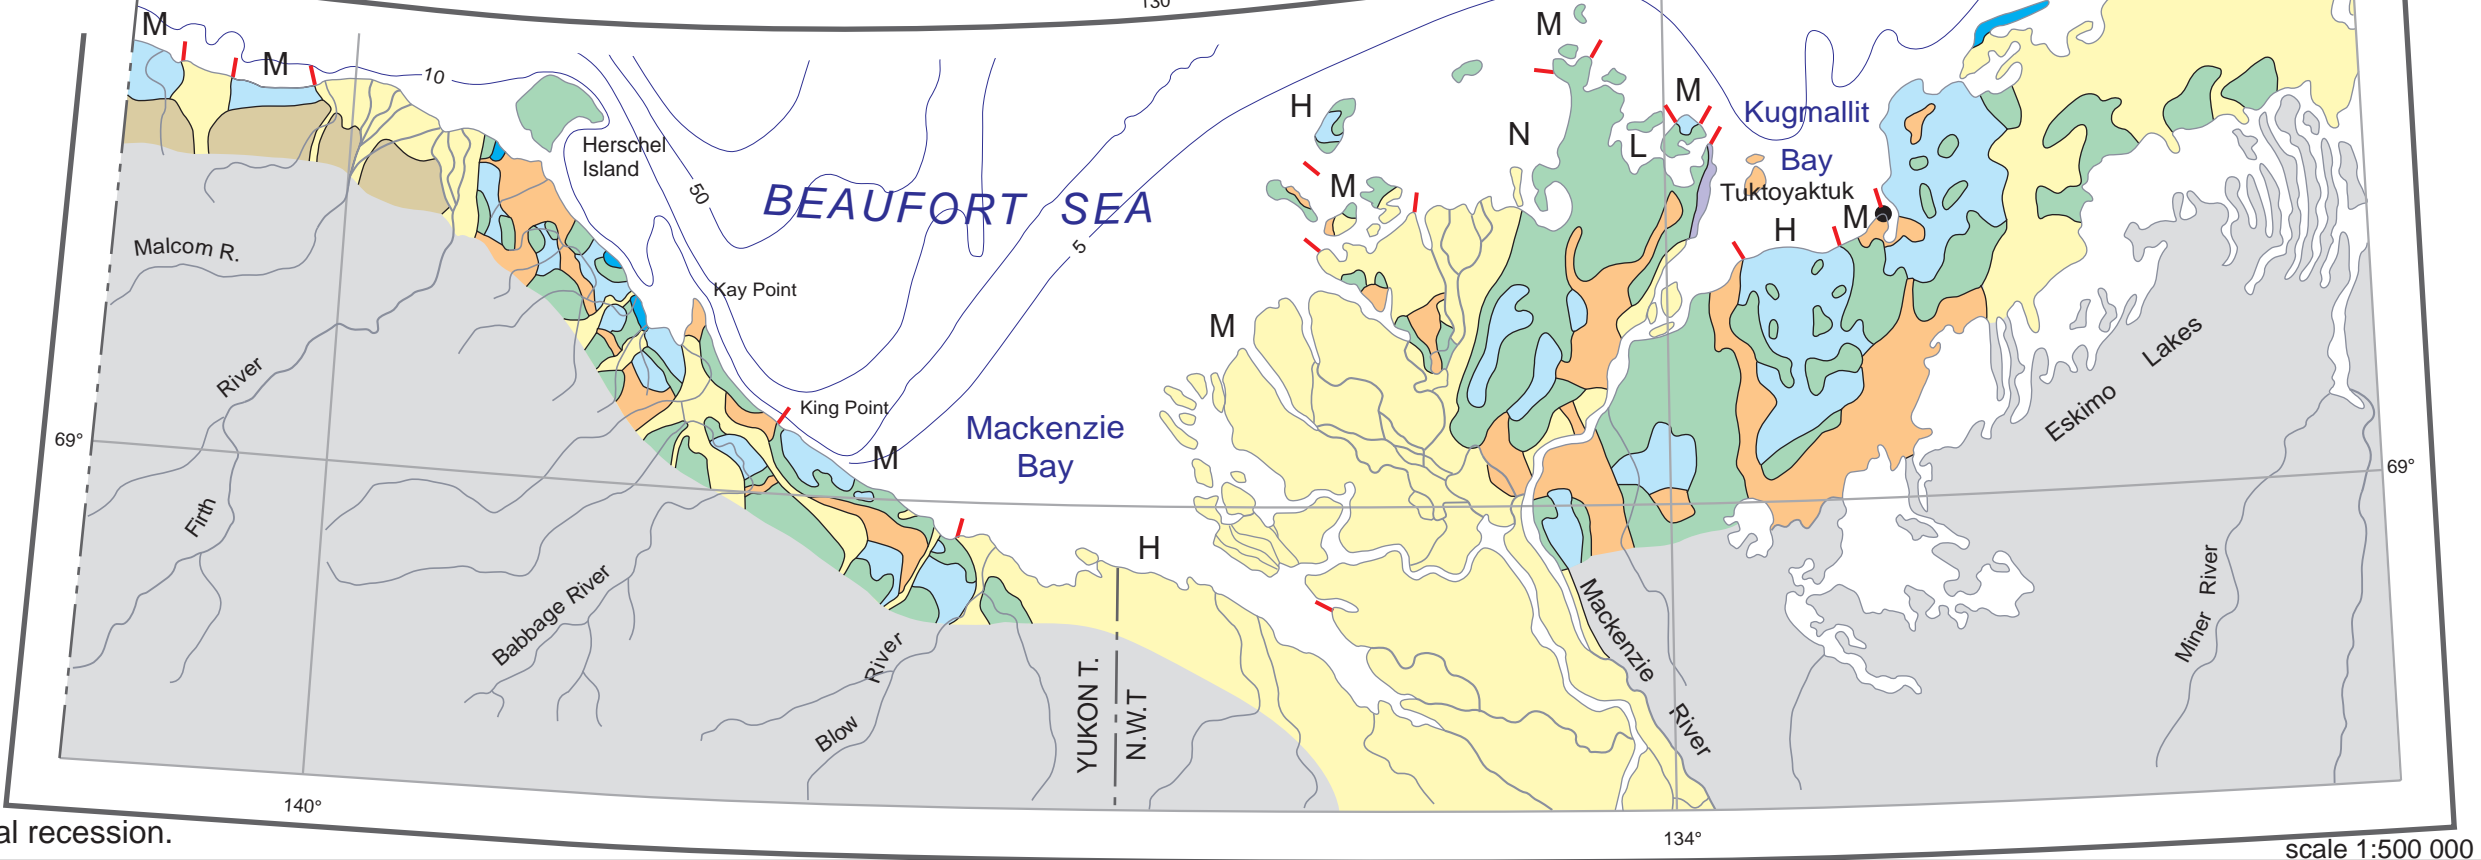 130
M
M
10
Herschel
Island
50
BEAUFORT SEA
5
H
M
N
M
L
M
Kugmallit
Bay
Tuktoyaktuk
M
H
Malcom R.
Kay Point
M
River
King Point
Mackenzie
Bay
M
Eskimo Lakes
69°
69°
Firth
H
Babbage River
Mackenzie
River
Miner River
River
Blow
YUKON T.
N.W.T
140°
134°
al recession.
scale 1:500 000